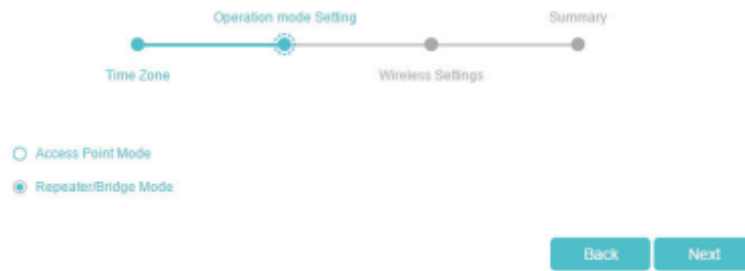 Operation mode Setting
Summary
Time Zone
Wireless Settings
Access Point Mode
Repeater/Bridge Mode
Back
Next